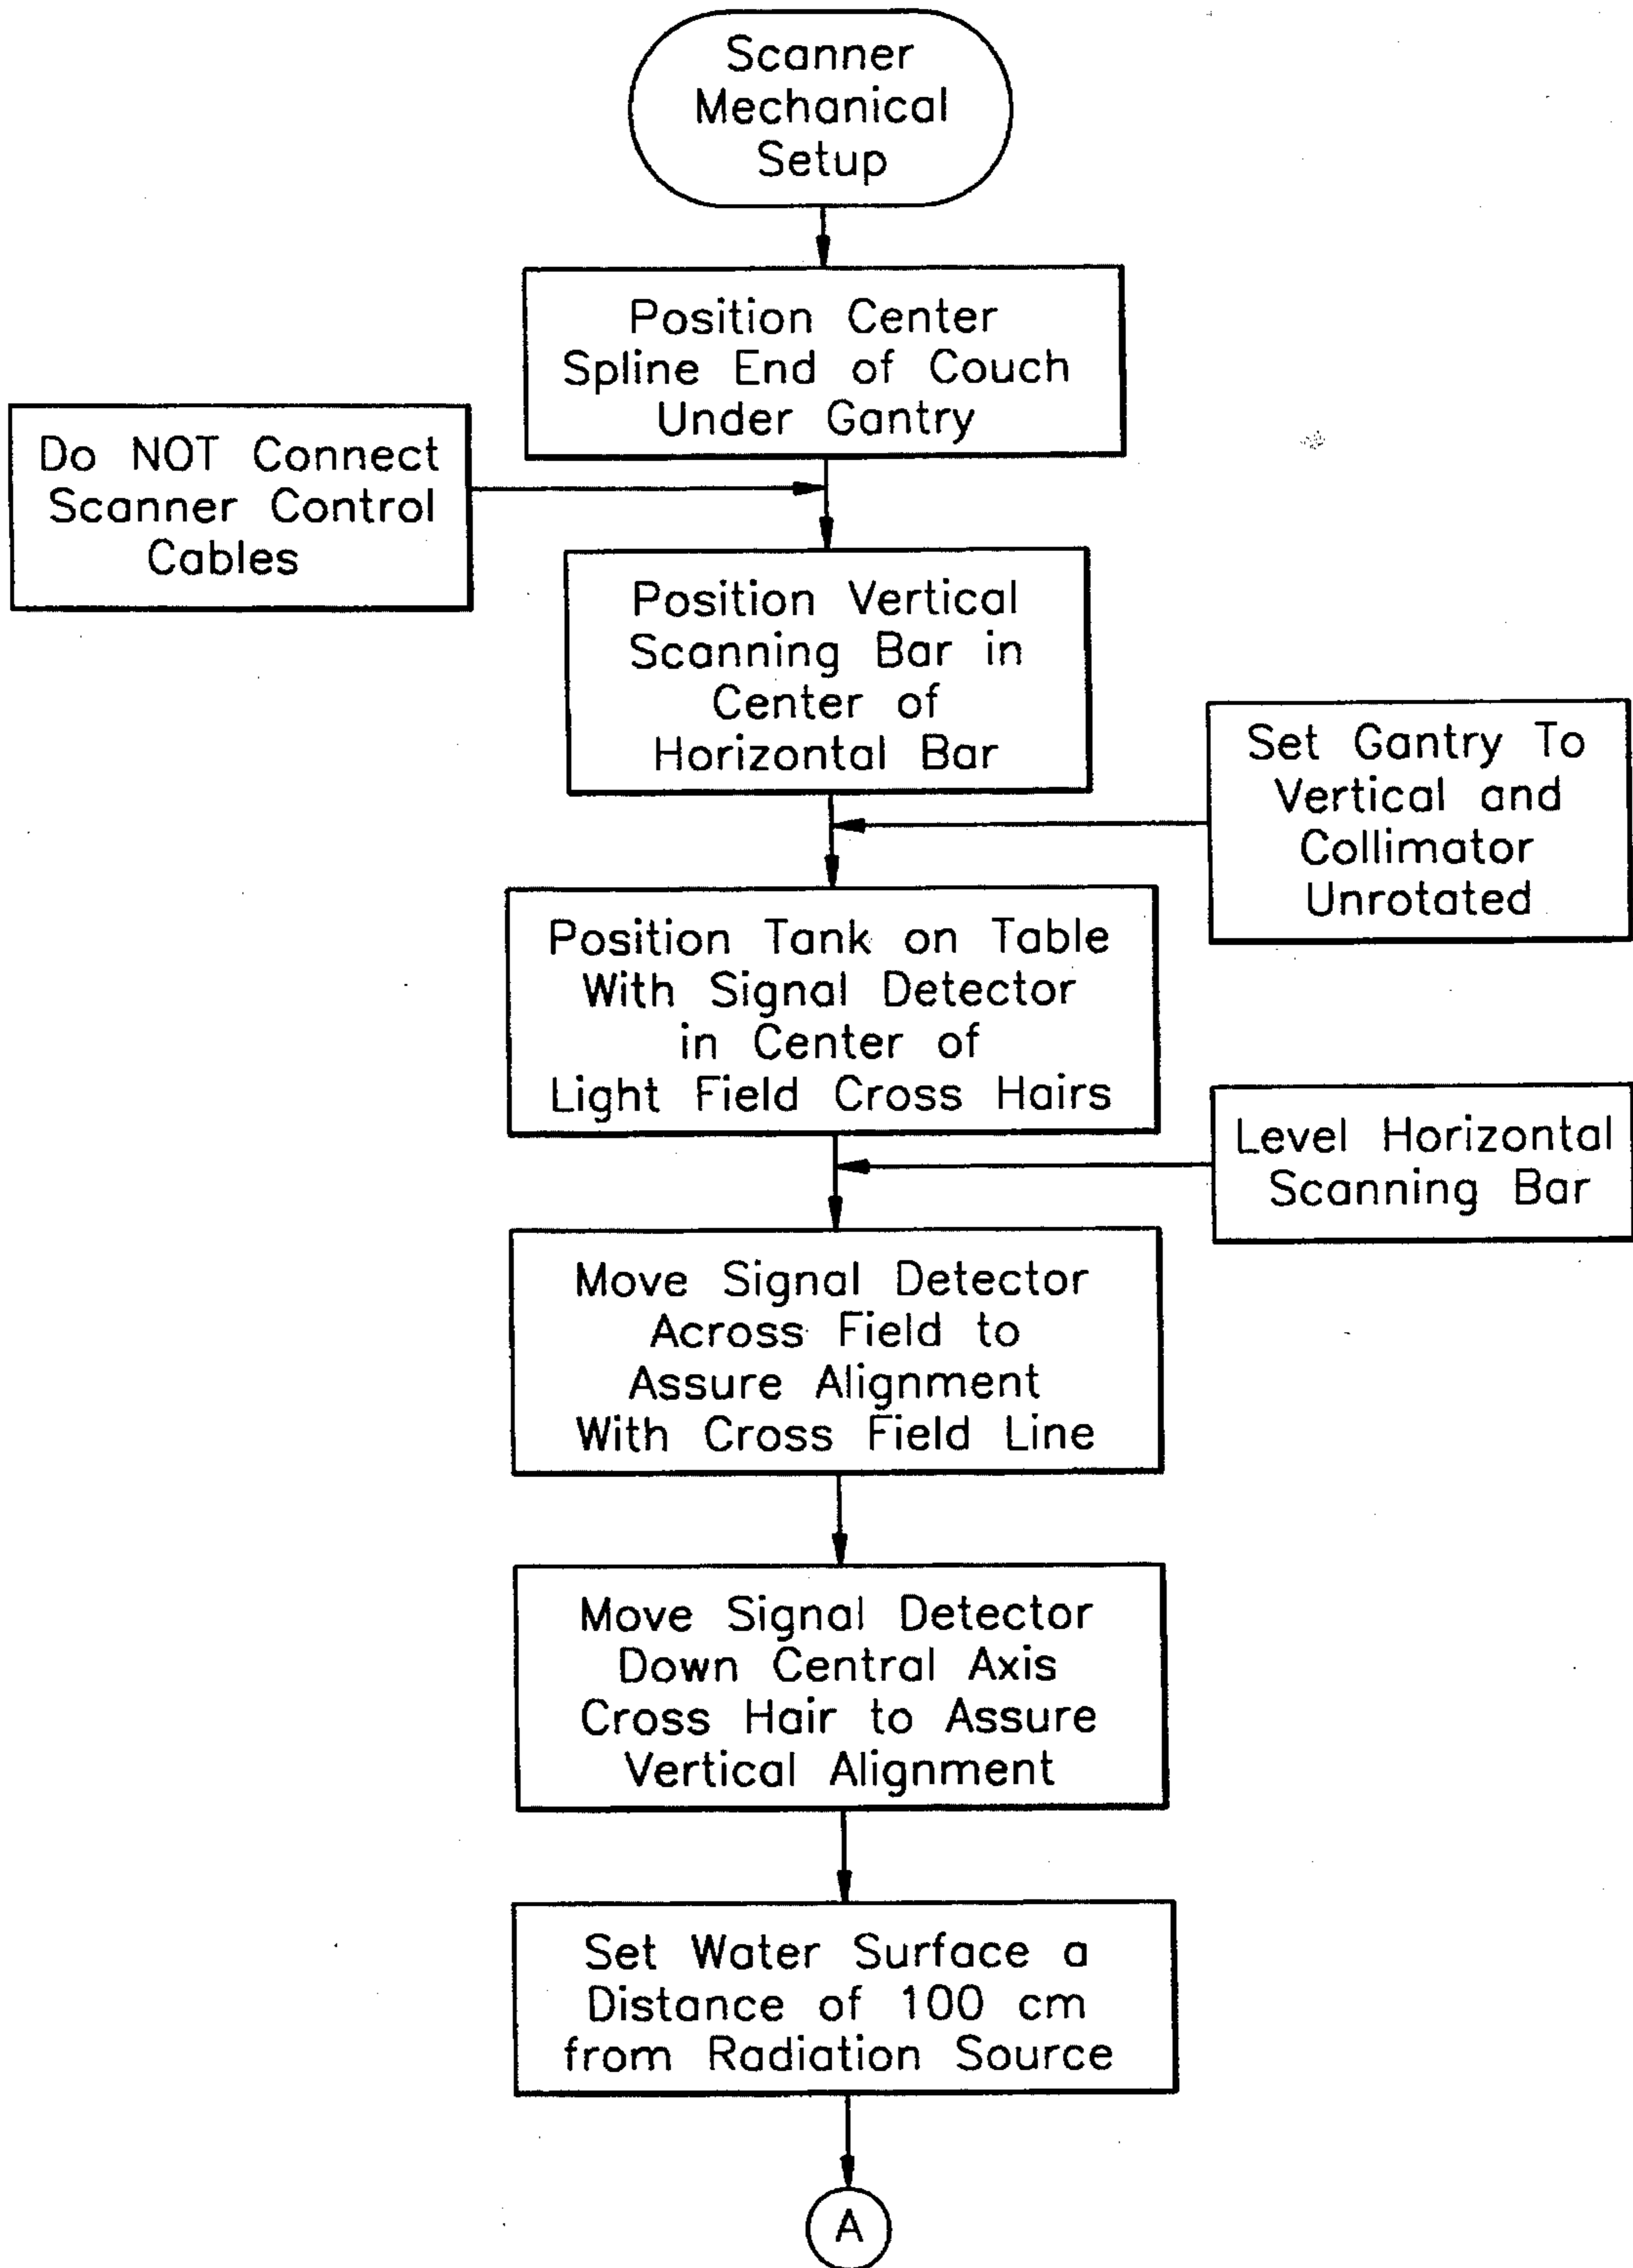 Scanner
Mechanical
Setup
Position Center
Spline End of Couch
Under Gantry
Do NOT Connect
Scanner Control
Cables
Position Vertical
Scanning Bar in
Center of
Horizontal Bar
Set Gantry To
Vertical and
Collimator
Unrotated
Position Tank on Table
With Signal Detector
in Center of
Light Field Cross Hairs
Level Horizontal
Scanning Bar
Move Signal Detector
Across Field to
Assure Alignment
With Cross Field Line
Move Signal Detector
Down Central Axis
Cross Hair to Assure
Vertical Alignment
Set Water Surface a
Distance of 100 cm
from Radiation Source
A